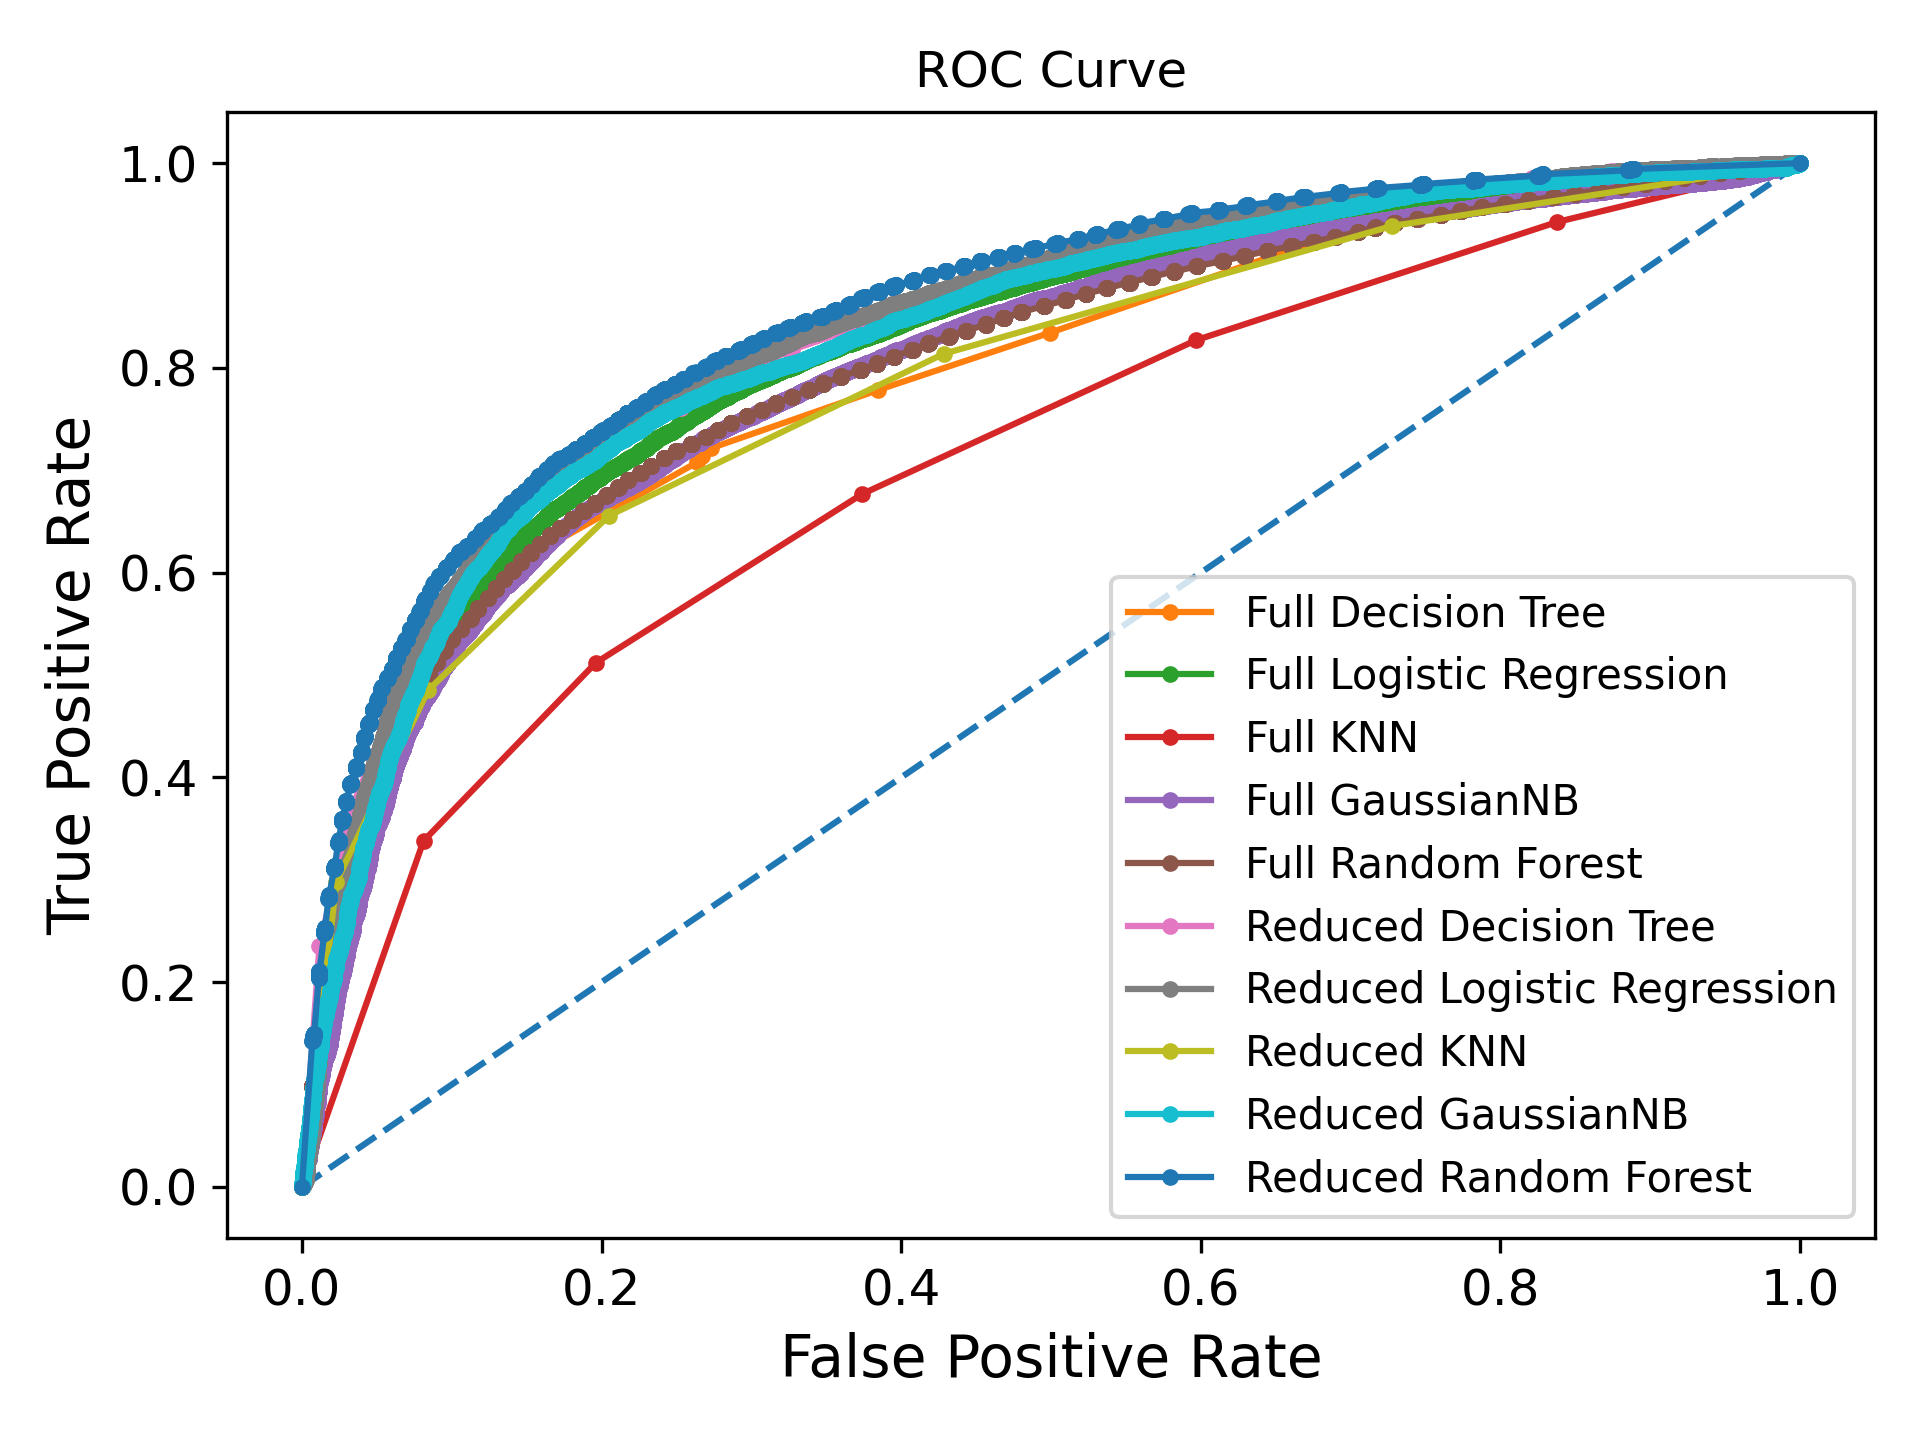 ROC Curve
True Positive Rate
1.0
0.8
0.6
0.4
0.2
0.0
Full Decision Tree
Full Logistic Regression
Full KNN
Full GaussianNB
Full Random Forest
Reduced Decision Tree
Reduced Logistic Regression
Reduced KNN
Reduced GaussianNB
Reduced Random Forest
0.0 0.2 0.4 0.6 0.8 1.0
False Positive Rate